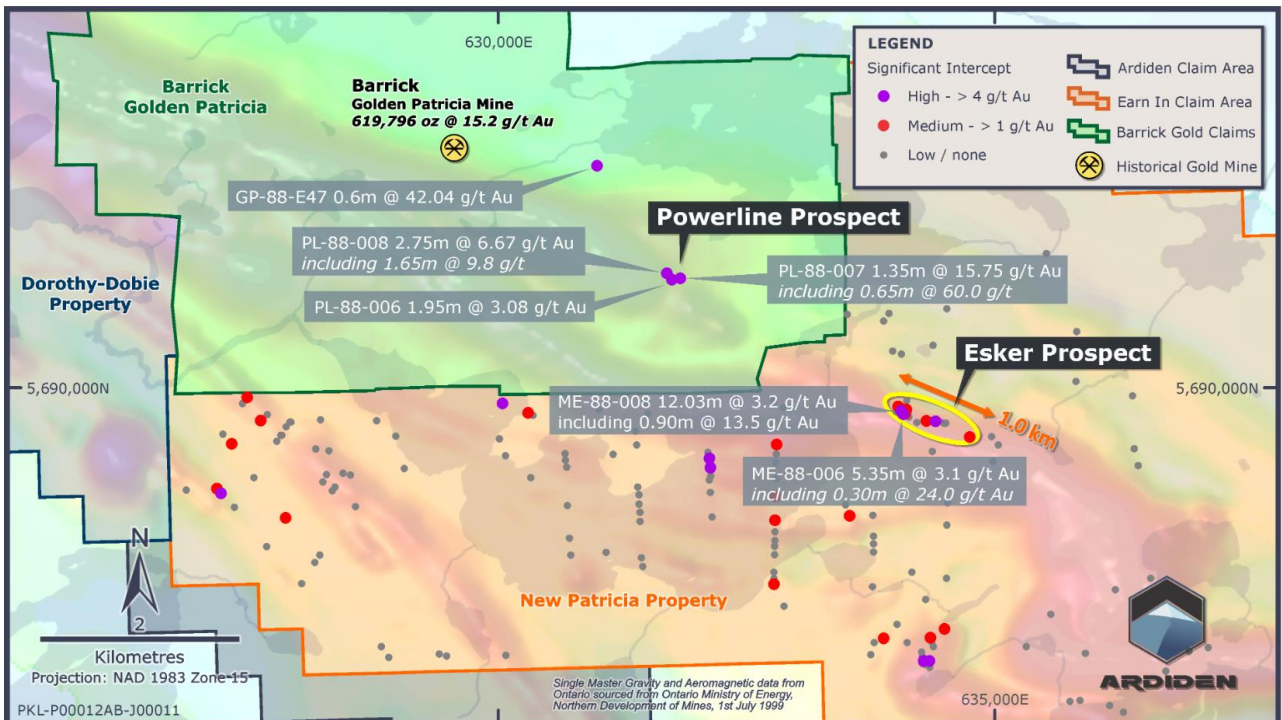 630,000E
LEGEND
Significant Intercept
High - > 4 g/t Au
Medium - > 1 g/t Au
Low / none
Ardiden Claim Area
Earn In Claim Area
Barrick Gold Claims
Historical Gold Mine
Barrick
Golden Patricia
Barrick
Golden Patricia Mine
619,796 oz @ 15.2 g/t Au
GP-88-E47 0.6m @ 42.04 g/t Au
Powerline Prospect
PL-88-008 2.75m @ 6.67 g/t Au
including 1.65m @ 9.8 g/t
PL-88-007 1.35m @ 15.75 g/t Au
including 0.65m @ 60.0 g/t
PL-88-006 1.95m @ 3.08 g/t Au
Dorothy-Dobie
Property
Esker Prospect
5,690,000N
5,690,000N
ME-88-008 12.03m @ 3.2 g/t Au
including 0.90m @ 13.5 g/t Au
1.0 km
ME-88-006 5.35m @ 3.1 g/t Au
including 0.30m @ 24.0 g/t Au
N
New Patricia Property
2
Kilometres
Projection: NAD 1983 Zone 15
PKL-P00012AB-J00011
Single Master Gravity and Aeromagnetic data from
Ontario sourced from Ontario Ministry of Energy,
Northern Development of Mines, 1st July 1999
635,000E
ARDIDEN